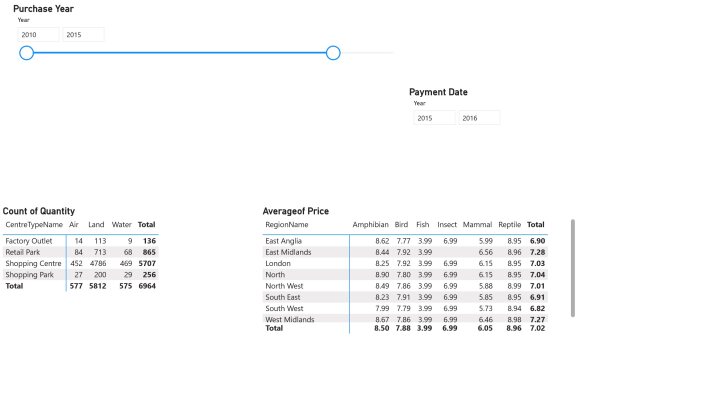 Purchase Year
Year
2010 2015
Payment Date
Year
2015 2016
Count of Quantity
CentreTypeName Air Land Water Total
Factory Outlet 14 113 9 136
Retail Park 84 713 68 865
Shopping Centre 452 4786 469 5707
Shopping Park 27 200 29 256
Total 577 5812 575 6964
Averageof Price
RegionName Amphibian Bird Fish Insect Mammal Reptile Total
East Anglia 8.62 7.77 3.99 6.99 5.99 8.95 6.90
East Midlands 8.44 7.92 3.99 6.56 8.96 7.28
London 8.25 7.92 3.99 6.99 6.15 8.95 7.03
North 8.90 7.80 3.99 6.99 6.15 8.95 7.04
North West 8.49 7.86 3.99 6.99 5.88 8.99 7.01
South East 8.23 7.91 3.99 6.99 5.85 8.95 6.91
South West 7.99 7.79 3.99 6.99 5.73 8.94 6.82
West Midlands 8.67 7.86 3.99 6.99 6.46 8.98 7.27
Total 8.50 7.88 3.99 6.99 6.05 8.96 7.02